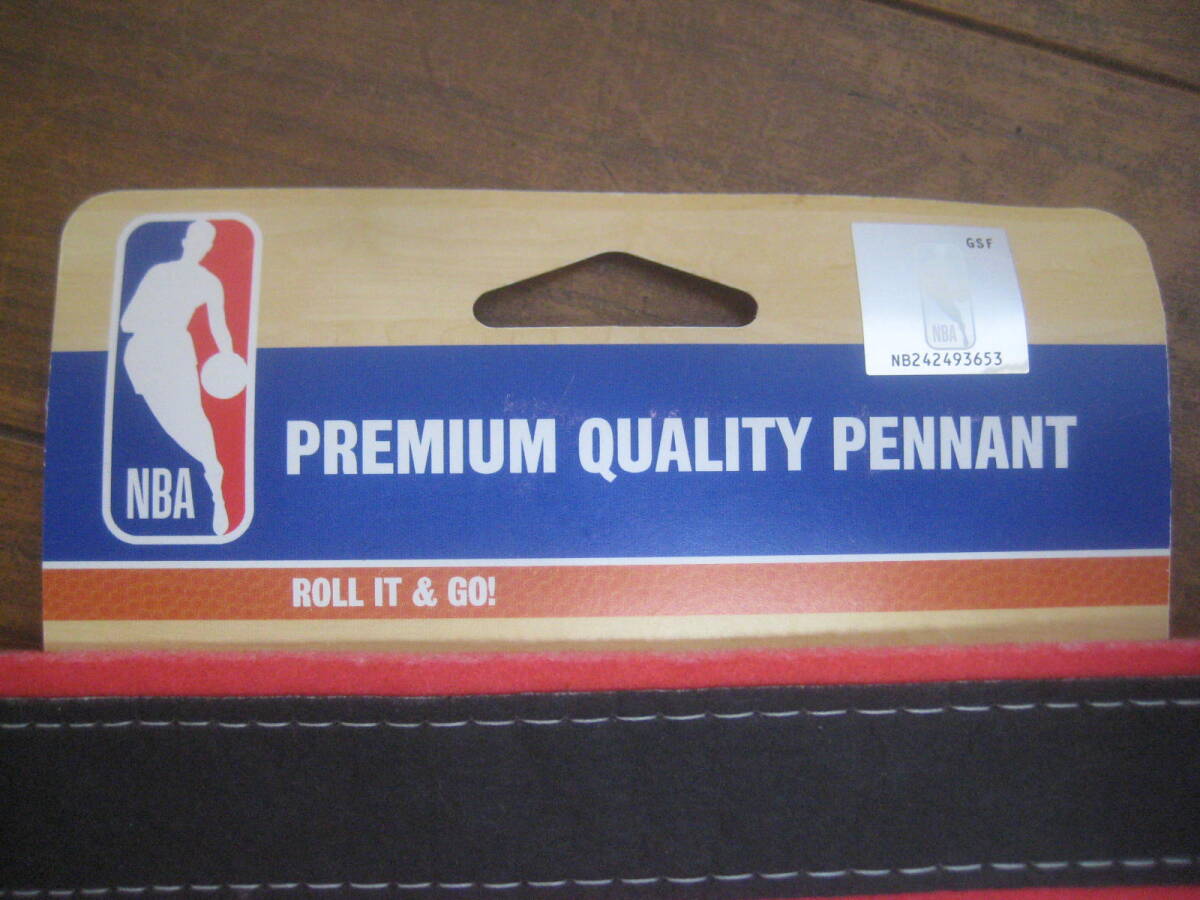 GSF
NBA
NB242493653
PREMIUM QUALITY PENNANT
NBA
ROLL IT & GO!